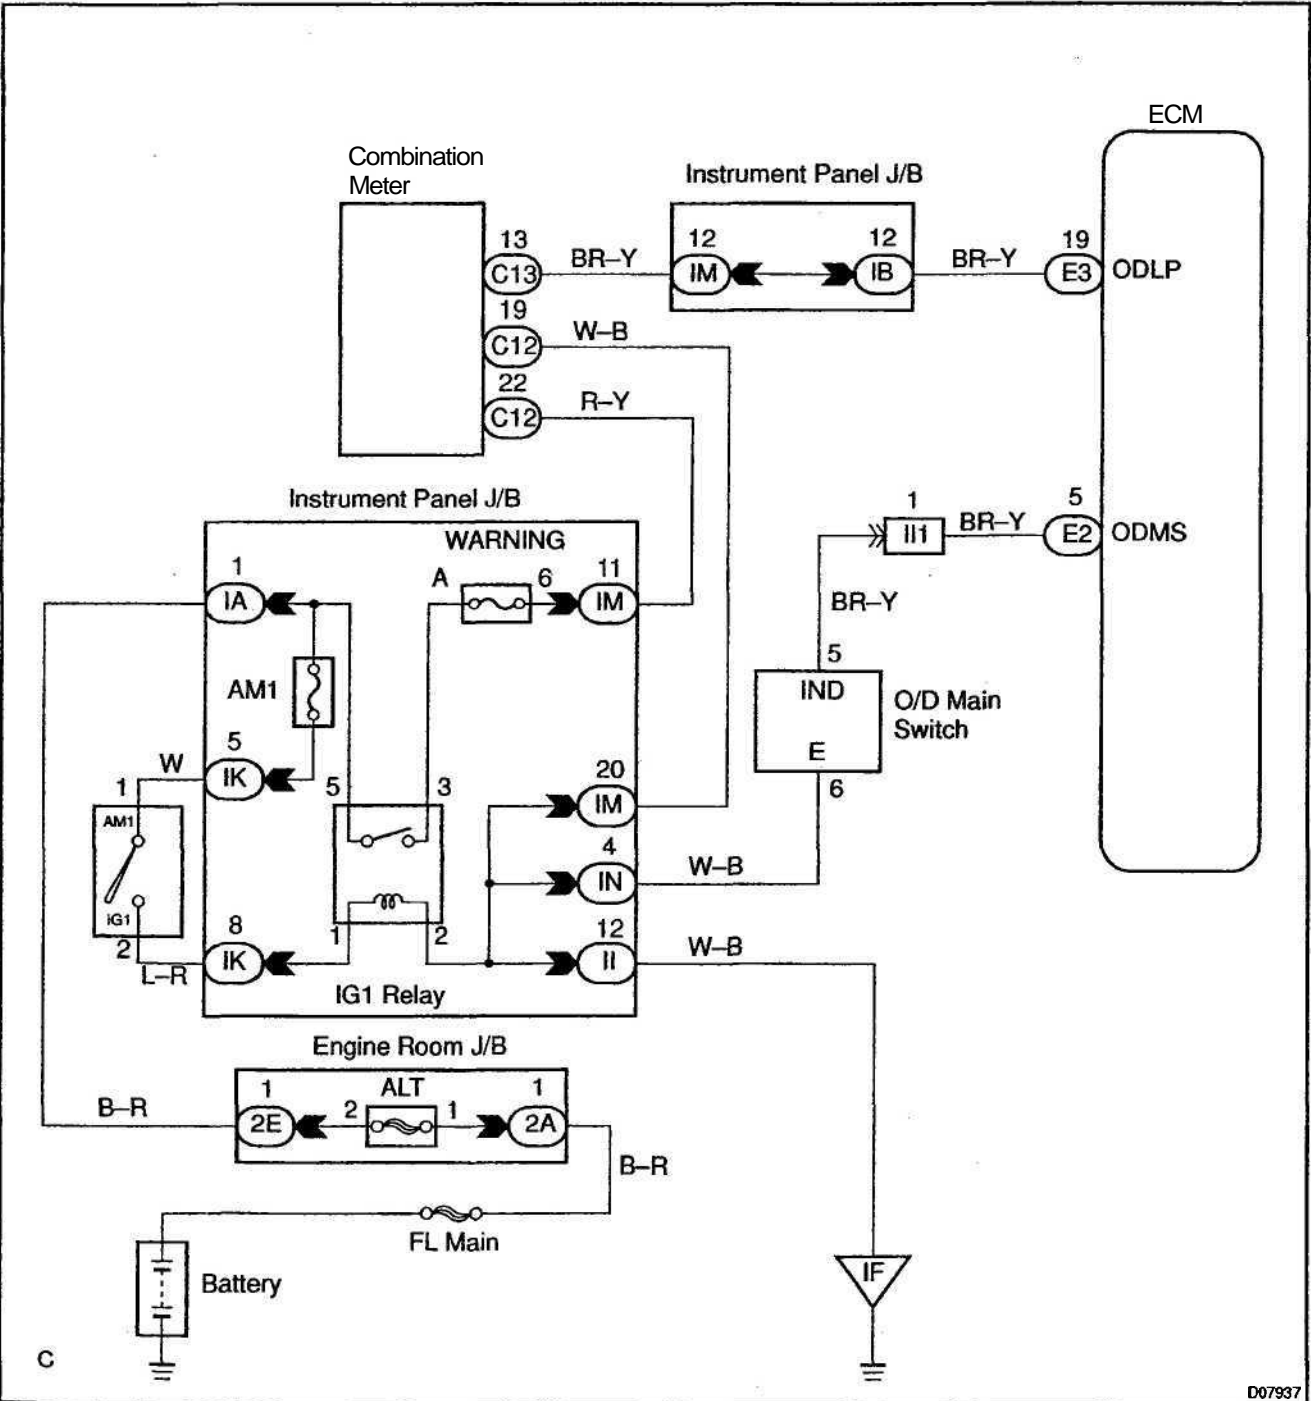 ECM
Combination
Meter
Instrument Panel J/B
13
C13
BR–Y
12
IM
12
IB
BR–Y
19
E3
ODLP
19
C12
W–B
22
C12
R–Y
Instrument Panel J/B
WARNING
1
IA
A
6
11
IM
1
II1
BR–Y
5
E2
ODMS
BR–Y
AM1
5
IND
O/D Main
Switch
E
6
W
5
IK
1
AM1
IG1
2
L–R
5
3
20
IM
4
IN
W–B
8
IK
1
2
12
II
W–B
IG1 Relay
Engine Room J/B
B–R
1
2E
ALT
2
1
1
2A
B–R
FL Main
Battery
IF
C
D07937